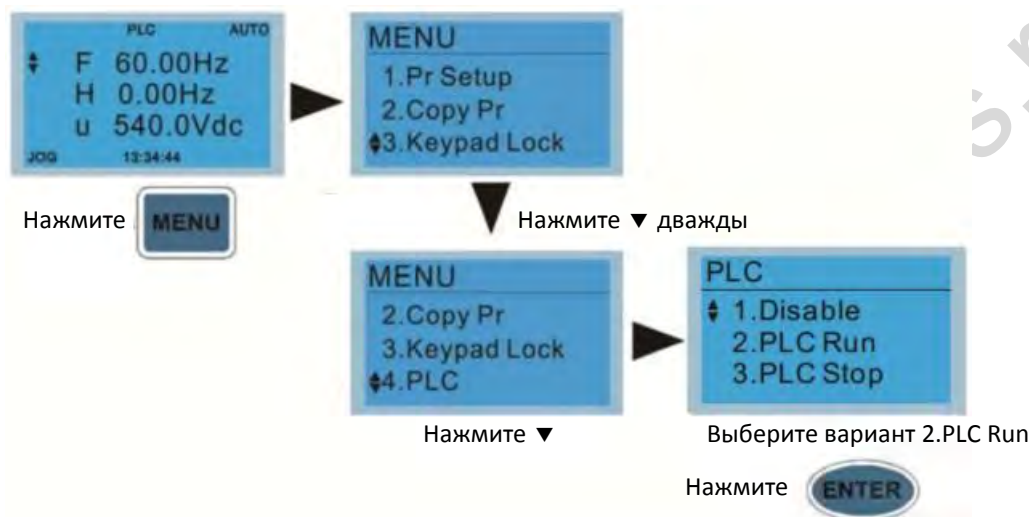 PLC AUTO
F 60.00Hz
H 0.00Hz
u 540.0Vdc
JOG 13:34:44
MENU
1.Pr Setup
2.Copy Pr
3.Keypad Lock
Нажмите MENU
Нажмите ▼ дважды
MENU
2.Copy Pr
3.Keypad Lock
4.PLC
PLC
1.Disable
2.PLC Run
3.PLC Stop
Нажмите ▼
Выберите вариант 2.PLC Run
Нажмите ENTER